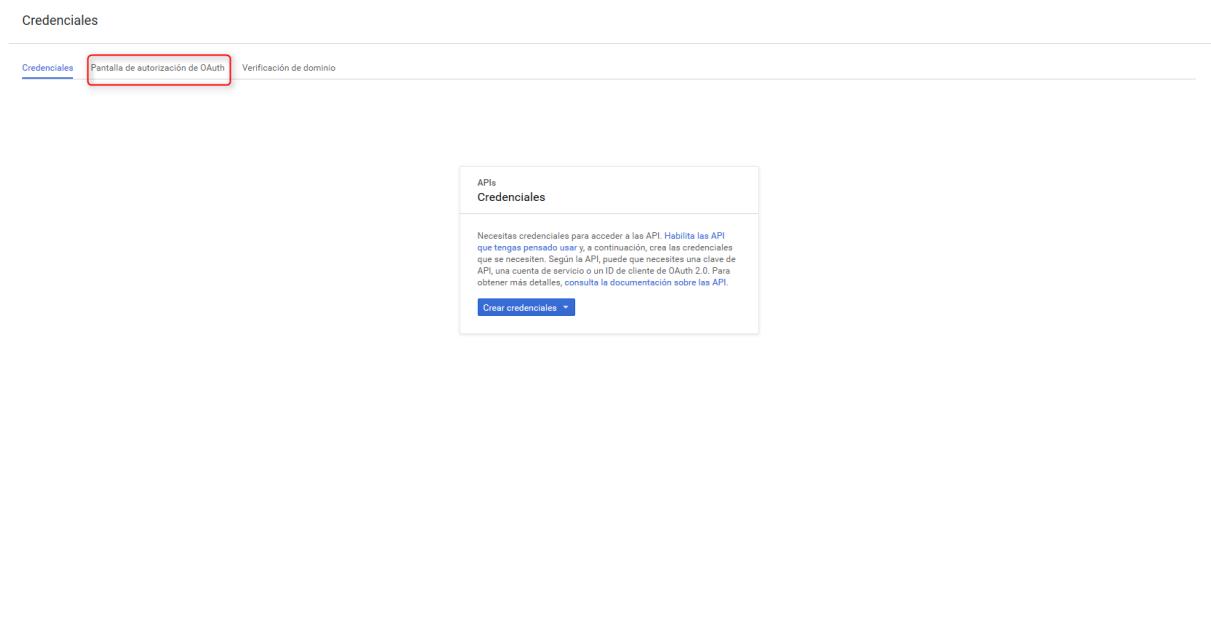 Credenciales
Credenciales Pantalla de autorización de OAuth Verificación de dominio
APIs
Credenciales
Necesitas credenciales para acceder a las API. Habilita las API
que tengas pensado usar y, a continuación, crea las credenciales
que se necesiten. Según la API, puede que necesites una clave de
API, una cuenta de servicio o un ID de cliente de OAuth 2.0. Para
obtener más detalles, consulta la documentación sobre las API.
Crear credenciales